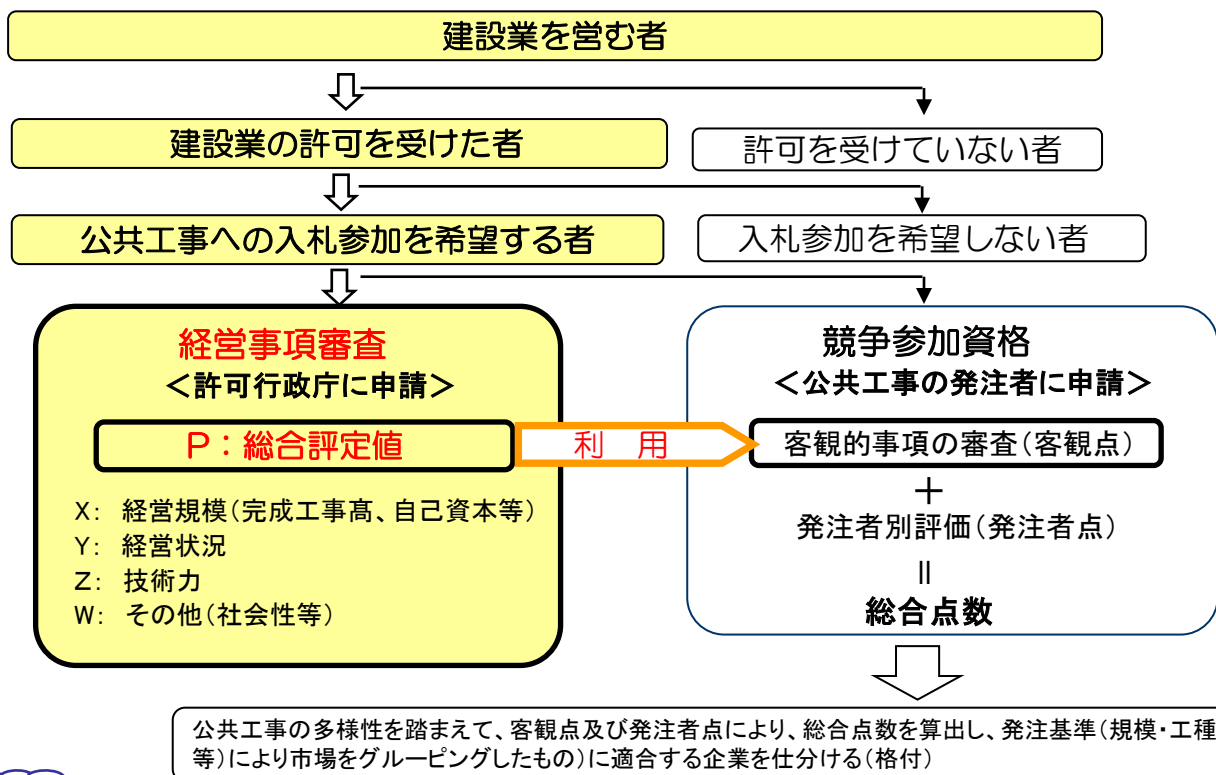 建設業を営む者
建設業の許可を受けた者
許可を受けていない者
公共工事への入札参加を希望する者
入札参加を希望しない者
経営事項審査
＜許可行政庁に申請＞
P：総合評定値
X： 経営規模（完成工事髙、自己資本等）
Y： 経営状況
Z： 技術力
W： その他（社会性等）
利 用
競争参加資格
＜公共工事の発注者に申請＞
客観的事項の審査（客観点）
＋
発注者別評価（発注者点）
＝
総合点数
公共工事の多様性を踏まえて、客観点及び発注者点により、総合点数を算出し、発注基準（規模・工種
等）により市場をグルーピングしたもの）に適合する企業を仕分ける（格付）